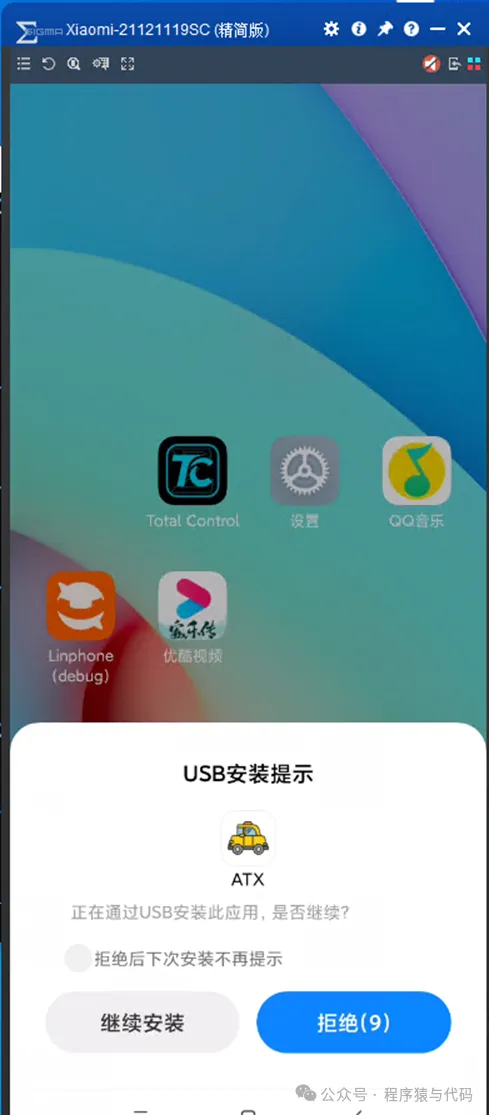 SIGMA Xiaomi-21121119SC (精简版)
TC
Total Control
设置
QQ音乐
Linphone
(debug)
优酷视频
USB安装提示
ATX
正在通过USB安装此应用，是否继续？
拒绝后下次安装不再提示
继续安装
拒绝(9)
公众号 · 程序猿与代码